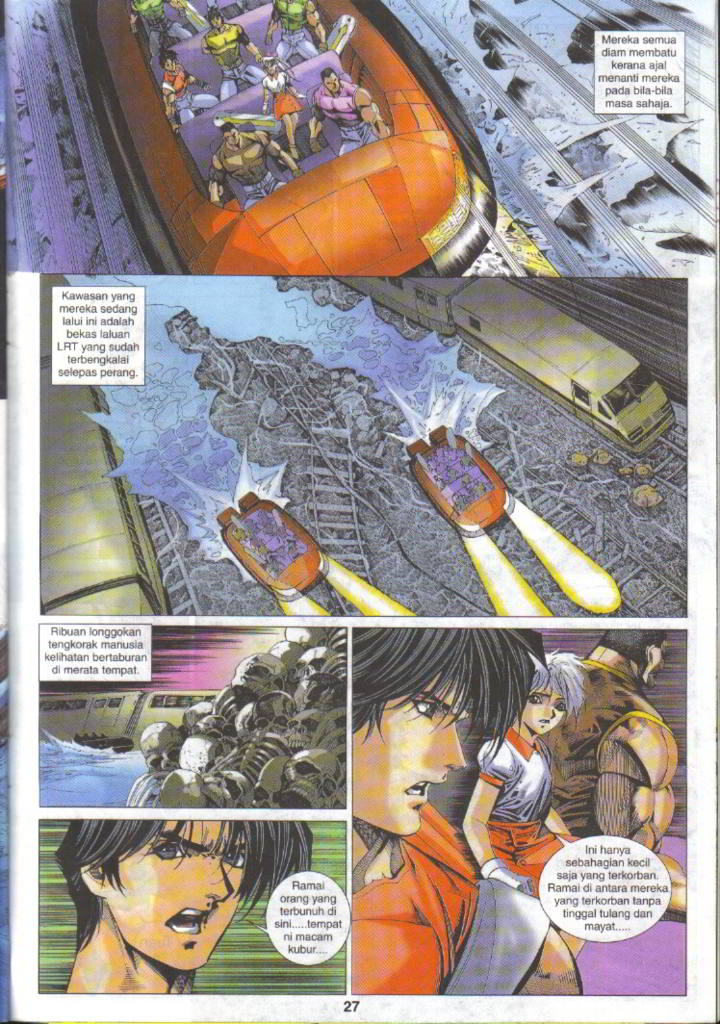 Mereka semua
diam membatu
kerana ajal
menanti mereka
pada bila-bila
masa sahaja.
Kawasan yang
mereka sedang
lalui ini adalah
bekas laluan
LRT yang sudah
terbengkalai
selepas perang.
Ribuan longgokan
tengkorak manusia
kelihatan bertaburan
di merata tempat.
Ramai
orang yang
terbunuh di
sini.....tempat
ni macam
kubur....
Ini hanya
sebahagian kecil
saja yang terkorban.
Ramai di antara mereka
yang terkorban tanpa
tinggal tulang dan
mayat.....
27